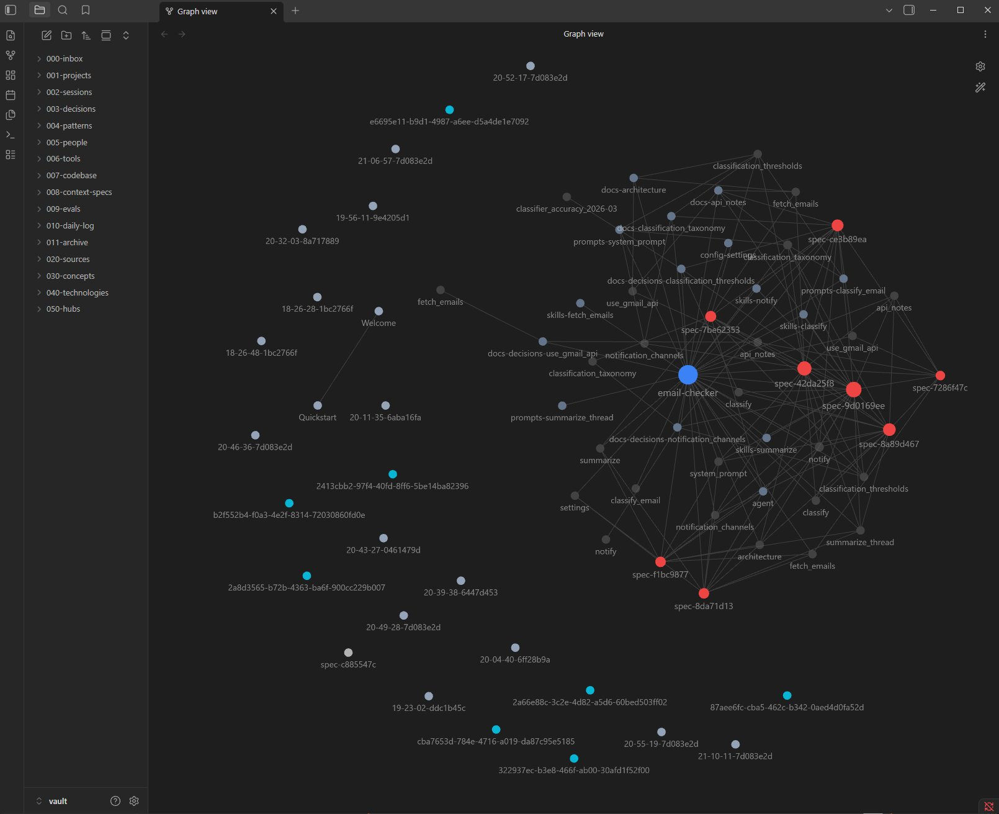 Graph view
Graph view
000-inbox
001-projects
002-sessions
003-decisions
004-patterns
005-people
006-tools
007-codebase
008-context-specs
009-evals
010-daily-log
011-archive
020-sources
030-concepts
040-technologies
050-hubs
vault
20-52-17-7d083e2d
e6695e11-b9d1-4987-a6ee-d5a4de1e7092
21-06-57-7d083e2d
classification_thresholds
docs-architecture
docs-api_notes
fetch_emails
classifier_accuracy_2026-03
19-56-11-9e4205d1
docs-classification_taxonomy
20-32-03-8a717889
prompts-system_prompt
spec-ce3b89ea
config-settings
classification_taxonomy
docs-decisions-classification_thresholds
prompts-classify_email
fetch_emails
use_gmail_api
skills-notify
api_notes
18-26-28-1bc2766f
skills-fetch_emails
Welcome
spec-7be62353
skills-classify
18-26-48-1bc2766f
docs-decisions-use_gmail_api
notification_channels
api_notes
use_gmail_api
classification_taxonomy
spec-42da25f8
spec-7286f47c
email-checker
classify
spec-9d0169ee
Quickstart
20-11-35-6aba16fa
prompts-summarize_thread
docs-decisions-notification_channels
spec-8a89d467
20-46-36-7d083e2d
skills-summarize
summarize
notify
system_prompt
2413cbb2-97f4-40fd-8ff6-5be14ba82396
classification_thresholds
classify_email
settings
agent
b2f552b4-f0a3-4e2f-8314-72030860fd0e
classify
notification_channels
summarize_thread
20-43-27-0461479d
notify
architecture
fetch_emails
spec-f1bc9877
2a8d3565-b72b-4363-ba6f-900cc229b007
20-39-38-6447d453
spec-8da71d13
20-49-28-7d083e2d
20-04-40-6ff28b9a
spec-c885547c
19-23-02-ddc1b45c
2a66e88c-3c2e-4d82-a5d6-60bed503ff02
87aee6fc-cba5-462c-b342-0aed4d0fa52d
cba7653d-784e-4716-a019-da87c95e5185
20-55-19-7d083e2d
21-10-11-7d083e2d
322937ec-b3e8-466f-ab00-30afd1f52f00